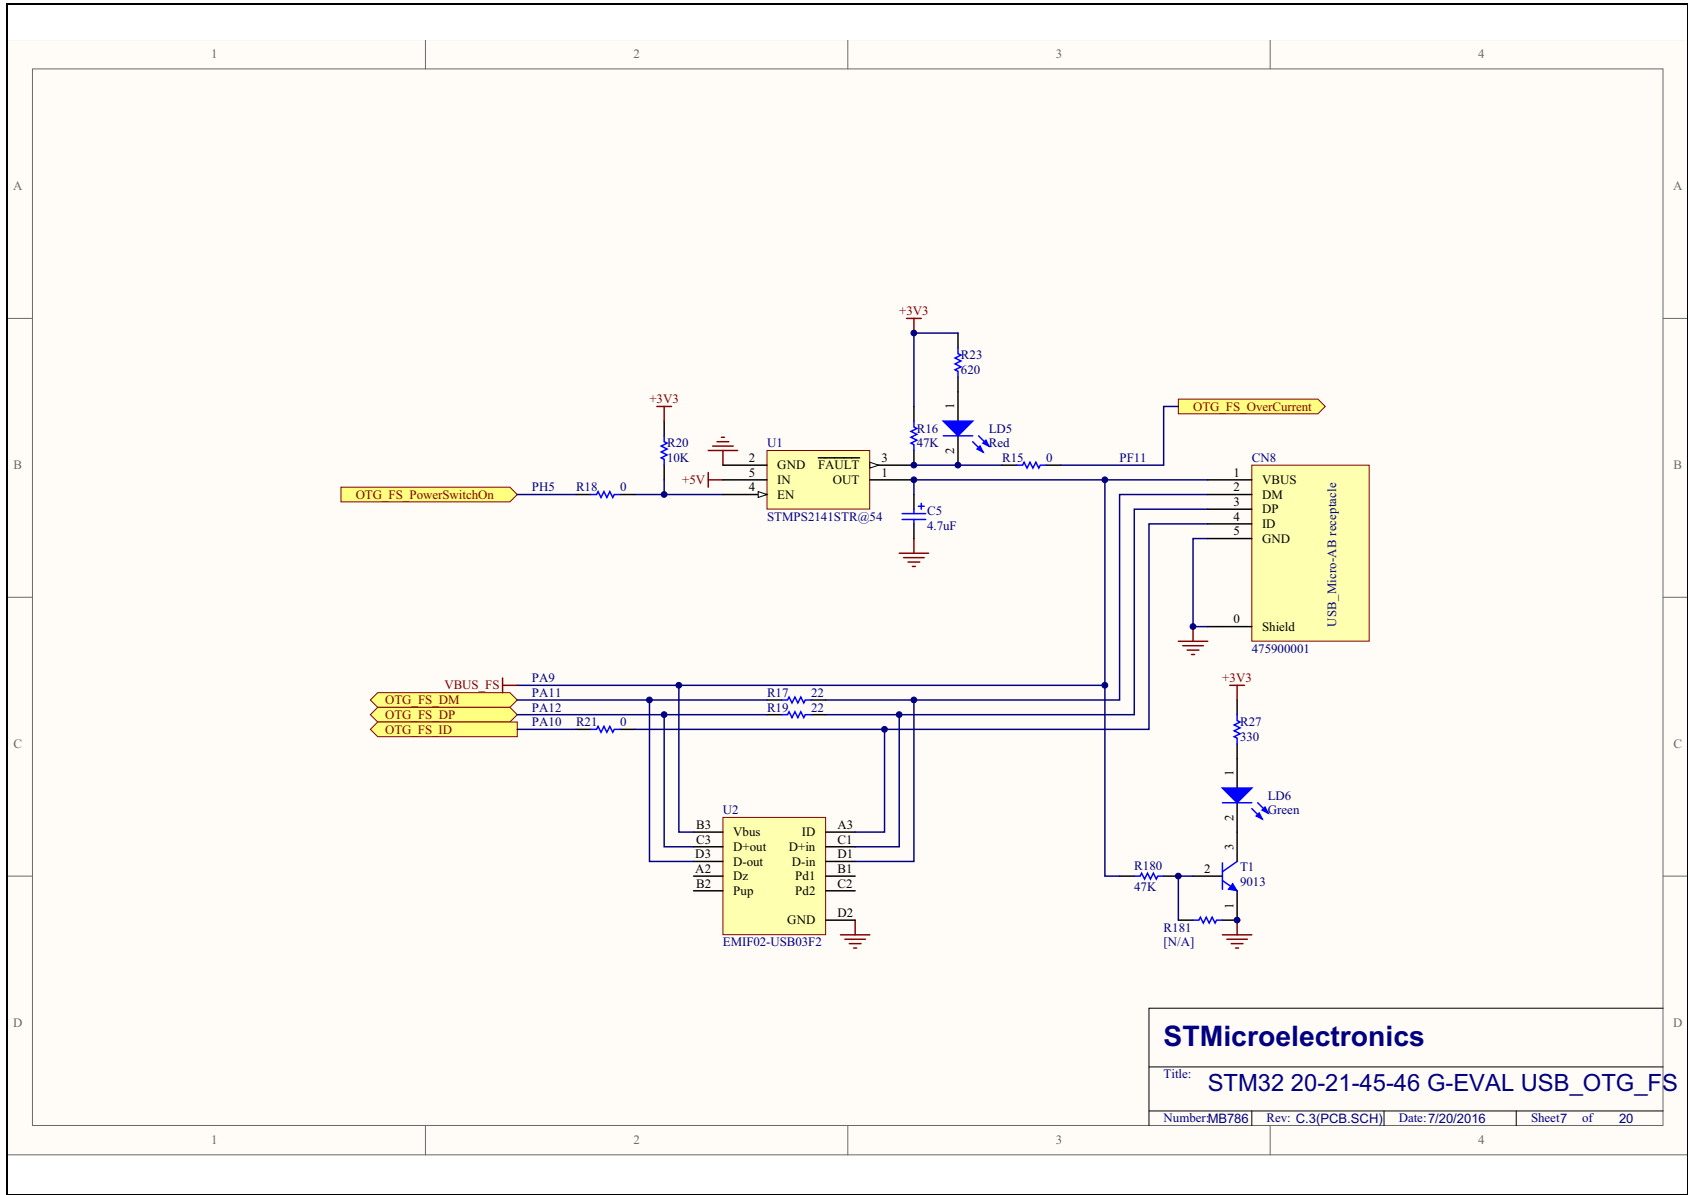 1 2 3 4
A A
B B
C C
D D
+3V3
R23
620
+3V3
R20
10K
R16
47K
1
2
LD5
Red
OTG_FS_OverCurrent
OTG_FS_PowerSwitchOn
PH5
R18 0
+5V
U1
2 GND FAULT 3
5 IN OUT 1
4 EN
STMPS2141STR@54
R15 0
PF11
C5
4.7uF
+
CN8
1 VBUS
2 DM
3 DP
4 ID
5 GND
0 Shield
USB_Micro-AB receptacle
475900001
VBUS_FS PA9
OTG_FS_DM PA11 R17 22
OTG_FS_DP PA12 R19 22
OTG_FS_ID PA10 R21 0
U2
B3 Vbus ID A3
C3 D+out D+in C1
D3 D-out D-in D1
A2 Dz Pd1 B1
B2 Pup Pd2 C2
GND D2
EMIF02-USB03F2
+3V3
R27
330
1
2
LD6
Green
3
R180
47K
2
T1
9013
1
R181
[N/A]
STMicroelectronics
Title: STM32 20-21-45-46 G-EVAL USB_OTG_FS
Number:MB786 Rev: C.3(PCB.SCH) Date:7/20/2016 Sheet7 of 20
1 2 3 4